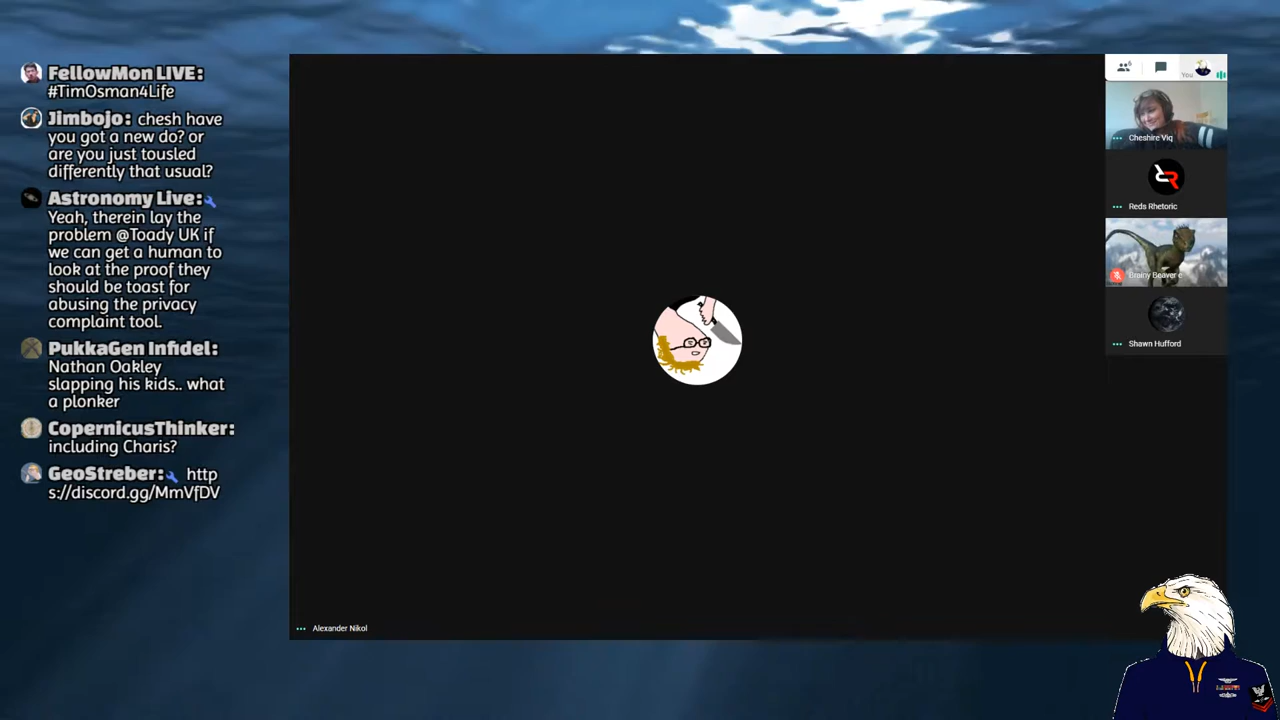 FellowMon LIVE:
#TimOsman4Life
Jimbojo: chesh have
you got a new do? or
are you just tousled
differently that usual?
Astronomy Live:
Yeah, therein lay the
problem @Toady UK if
we can get a human to
look at the proof they
should be toast for
abusing the privacy
complaint tool.
PukkaGen Infidel:
Nathan Oakley
slapping his kids.. what
a plonker
CopernicusThinker:
including Charis?
GeoStreber: http
s://discord.gg/MmVfDV
Alexander Nikol
You
Cheshire Viq
Reds Rhetoric
Brainy Beaver
Shawn Hufford